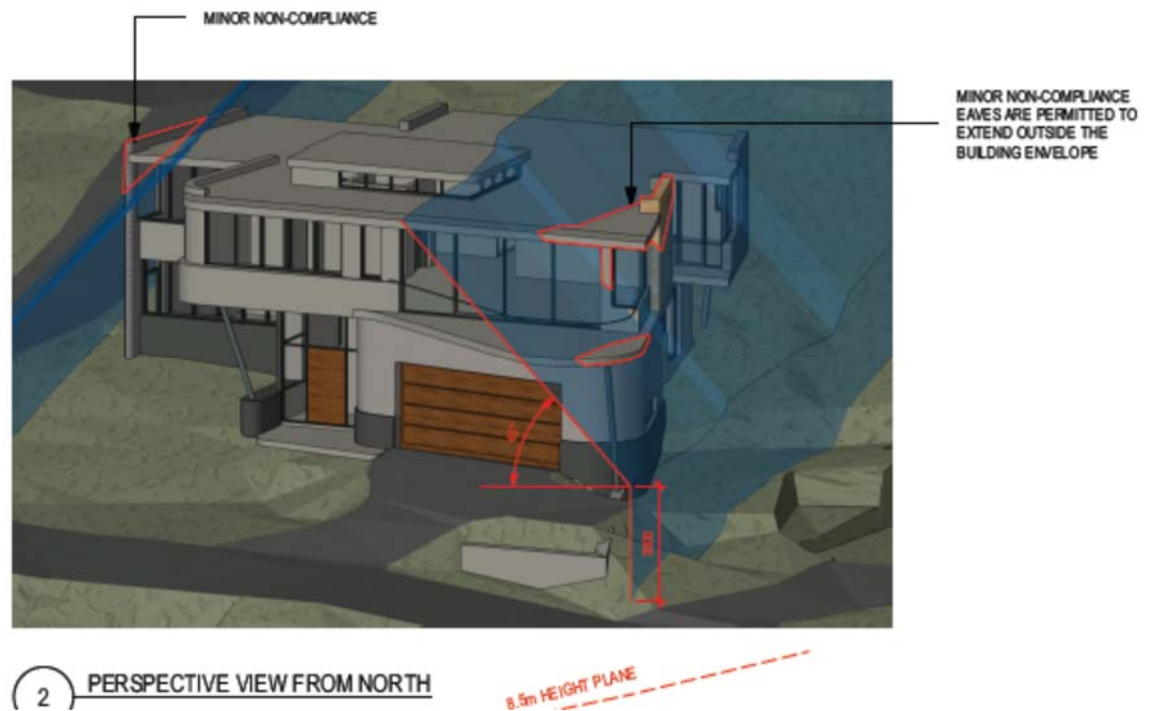 MINOR NON-COMPLIANCE
MINOR NON-COMPLIANCE
EAVES ARE PERMITTED TO
EXTEND OUTSIDE THE
BUILDING ENVELOPE
2
PERSPECTIVE VIEW FROM NORTH
8.5m HEIGHT PLANE